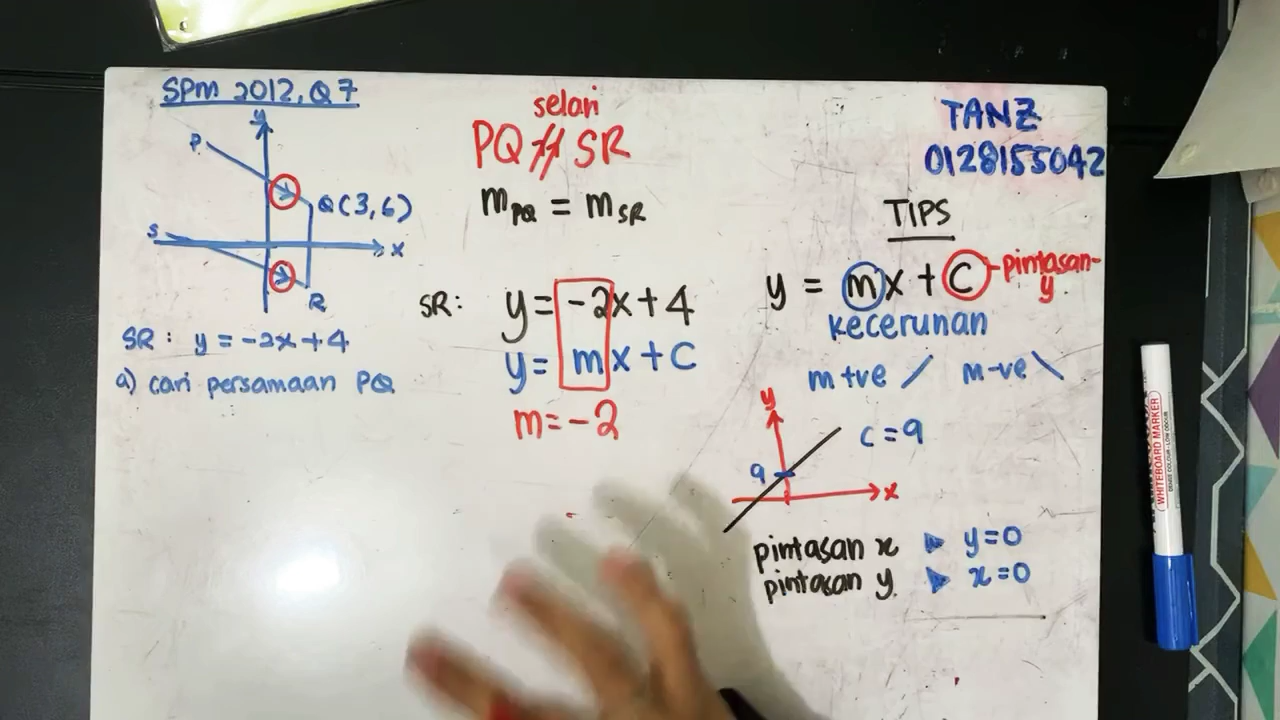 SPM 2012, Q7
y
P
Q(3,6)
S
x
R
SR: y = -2x + 4
a) cari persamaan PQ
selari
PQ // SR
mPQ = mSR
SR: y = -2x + 4
y = mx + C
m = -2
TANZ
0128155042
TIPS
y = mx + C pintasan-y
kecerunan
m +ve / m -ve \
y
c = 9
9
x
pintasan x ▶ y=0
pintasan y. ▶ x=0
WHITEBOARD MARKER